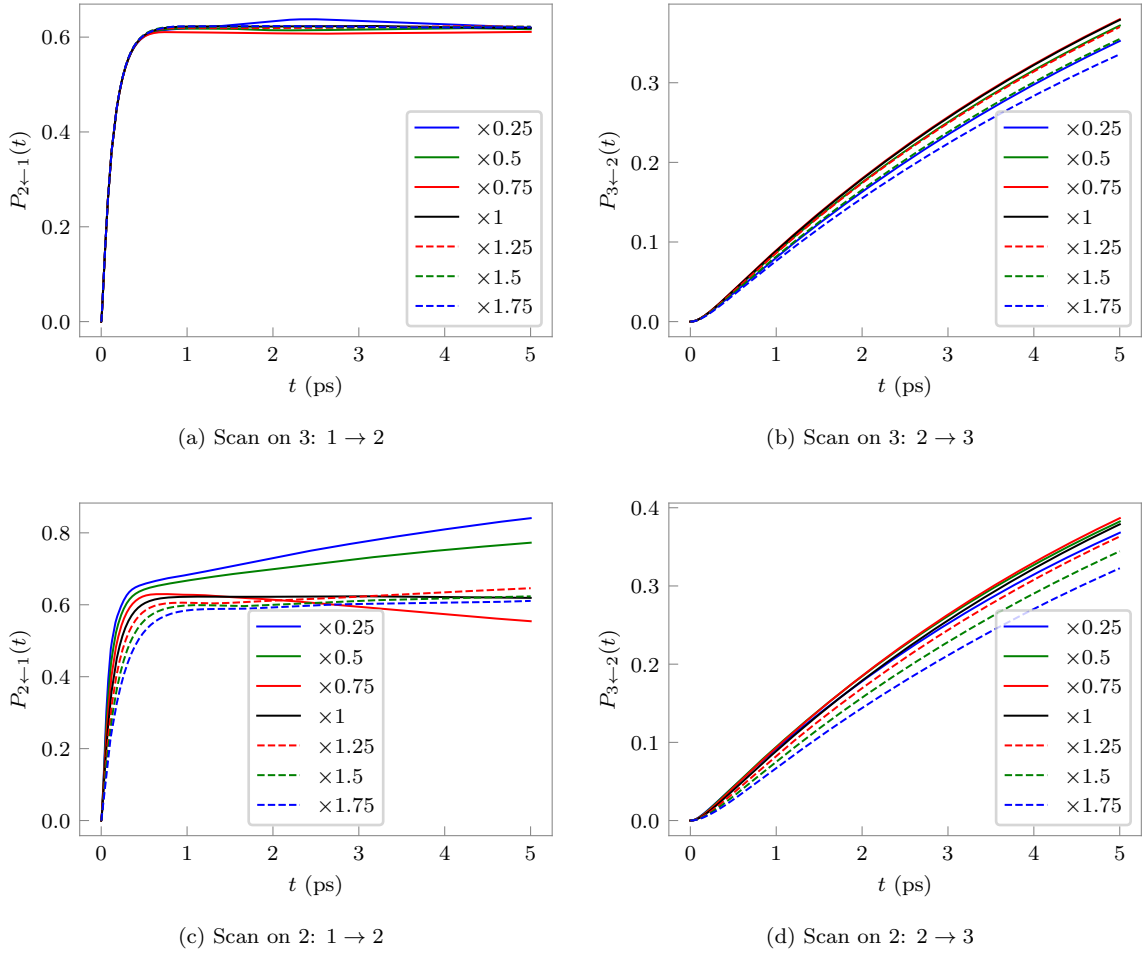 0.6
0.4
0.2
0.0
P2←1(t)
×0.25
×0.5
×0.75
×1
×1.25
×1.5
×1.75
0 1 2 3 4 5
t (ps)
(a) Scan on 3: 1 → 2
0.3
0.2
0.1
0.0
P3←2(t)
×0.25
×0.5
×0.75
×1
×1.25
×1.5
×1.75
0 1 2 3 4 5
t (ps)
(b) Scan on 3: 2 → 3
0.8
0.6
0.4
0.2
0.0
P2←1(t)
×0.25
×0.5
×0.75
×1
×1.25
×1.5
×1.75
0 1 2 3 4 5
t (ps)
(c) Scan on 2: 1 → 2
0.4
0.3
0.2
0.1
0.0
P3←2(t)
×0.25
×0.5
×0.75
×1
×1.25
×1.5
×1.75
0 1 2 3 4 5
t (ps)
(d) Scan on 2: 2 → 3